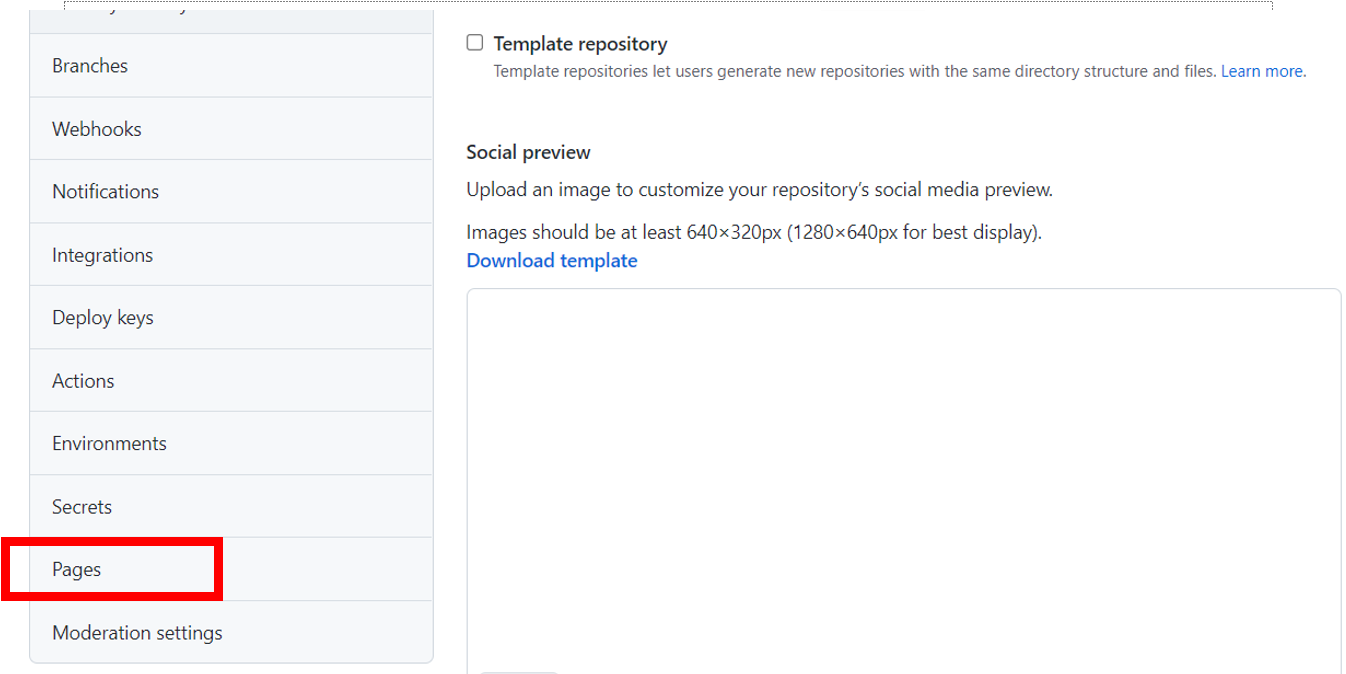 Branches
Webhooks
Notifications
Integrations
Deploy keys
Actions
Environments
Secrets
Pages
Moderation settings
Template repository
Template repositories let users generate new repositories with the same directory structure and files. Learn more.
Social preview
Upload an image to customize your repository’s social media preview.
Images should be at least 640×320px (1280×640px for best display).
Download template